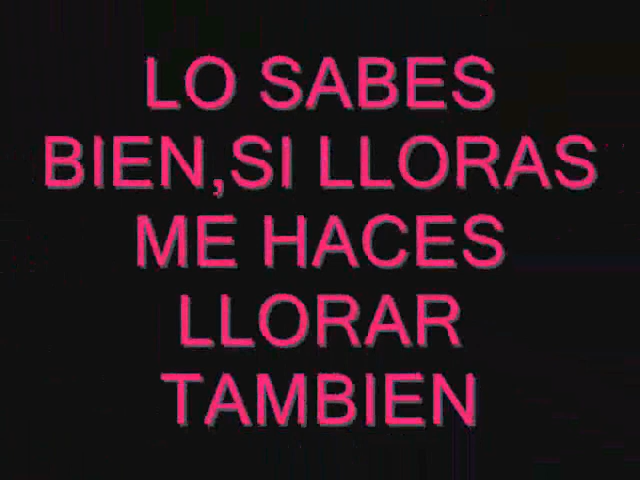 LO SABES
BIEN,SI LLORAS
ME HACES
LLORAR
TAMBIEN